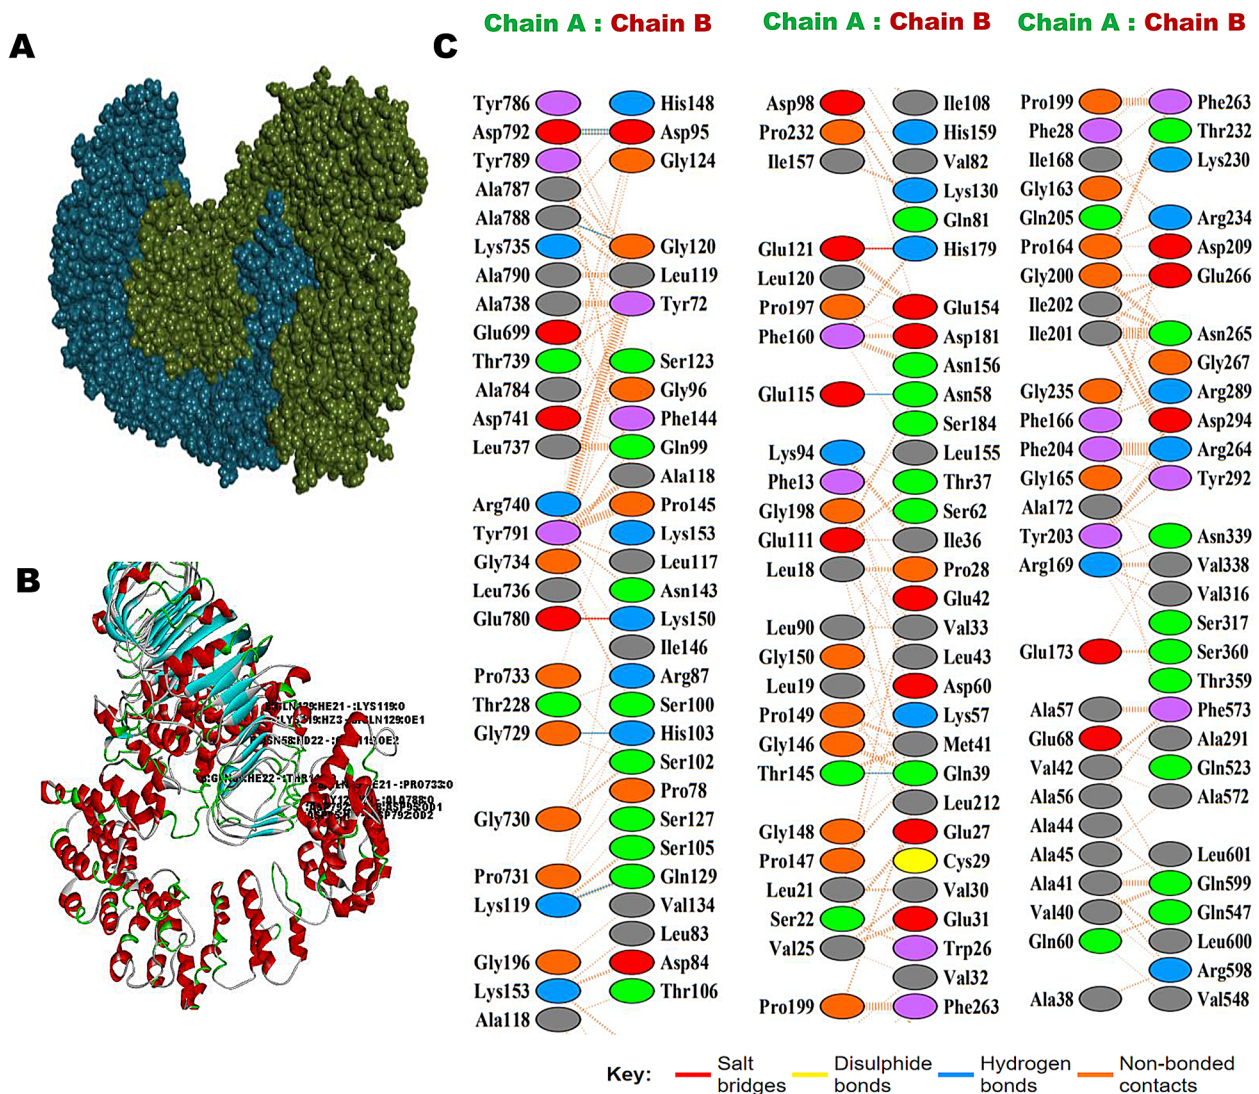 A
C
Chain A : Chain B
Tyr786 His148
Asp792 Asp95
Tyr789 Gly124
Ala787
Ala788
Lys735 Gly120
Ala790 Leu119
Ala738 Tyr72
Glu699
Thr739 Ser123
Ala784 Gly96
Asp741 Phe144
Leu737 Gln99
Ala118
Arg740 Pro145
Tyr791 Lys153
Gly734 Leu117
Leu736 Asn143
Glu780 Lys150
Ile146
Pro733 Arg87
Thr228 Ser100
Gly729 His103
Ser102
Pro78
Gly730 Ser127
Ser105
Pro731 Gln129
Lys119 Val134
Leu83
Gly196 Asp84
Lys153 Thr106
Ala118
Chain A : Chain B
Asp98 Ile108
Pro232 His159
Ile157 Val82
Lys130
Gln81
Glu121 His179
Leu120
Pro197 Glu154
Phe160 Asp181
Asn156
Glu115 Asn58
Ser184
Lys94 Leu155
Phe13 Thr37
Gly198 Ser62
Glu111 Ile36
Leu18 Pro28
Glu42
Leu90 Val33
Gly150 Leu43
Leu19 Asp60
Pro149 Lys57
Gly146 Met41
Thr145 Gln39
Leu212
Gly148 Glu27
Pro147 Cys29
Leu21 Val30
Ser22 Glu31
Val25 Trp26
Val32
Pro199 Phe263
Chain A : Chain B
Pro199 Phe263
Phe28 Thr232
Ile168 Lys230
Gly163
Gln205 Arg234
Pro164 Asp209
Gly200 Glu266
Ile202
Ile201 Asn265
Gly267
Gly235 Arg289
Phe166 Asp294
Phe204 Arg264
Gly165 Tyr292
Ala172
Tyr203 Asn339
Arg169 Val338
Val316
Ser317
Glu173 Ser360
Thr359
Ala57 Phe573
Glu68 Ala291
Val42 Gln523
Ala56 Ala572
Ala44
Ala45 Leu601
Ala41 Gln599
Val40 Gln547
Gln60 Leu600
Arg598
Ala38 Val548
B
Key: Salt bridges Disulphide bonds Hydrogen bonds Non-bonded contacts